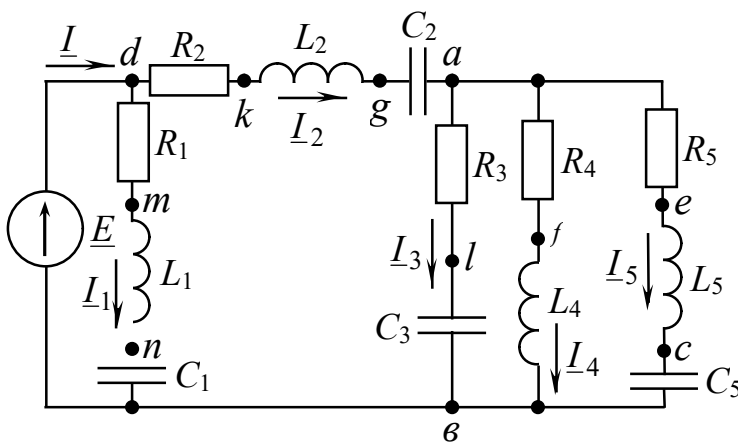 I d R2 L2 C2 a
k I2 g
R1 R3 R4 R5
m e
E I3 l f I5
I1 L1 L4 L5
n C3 c
C1 I4 C5
в